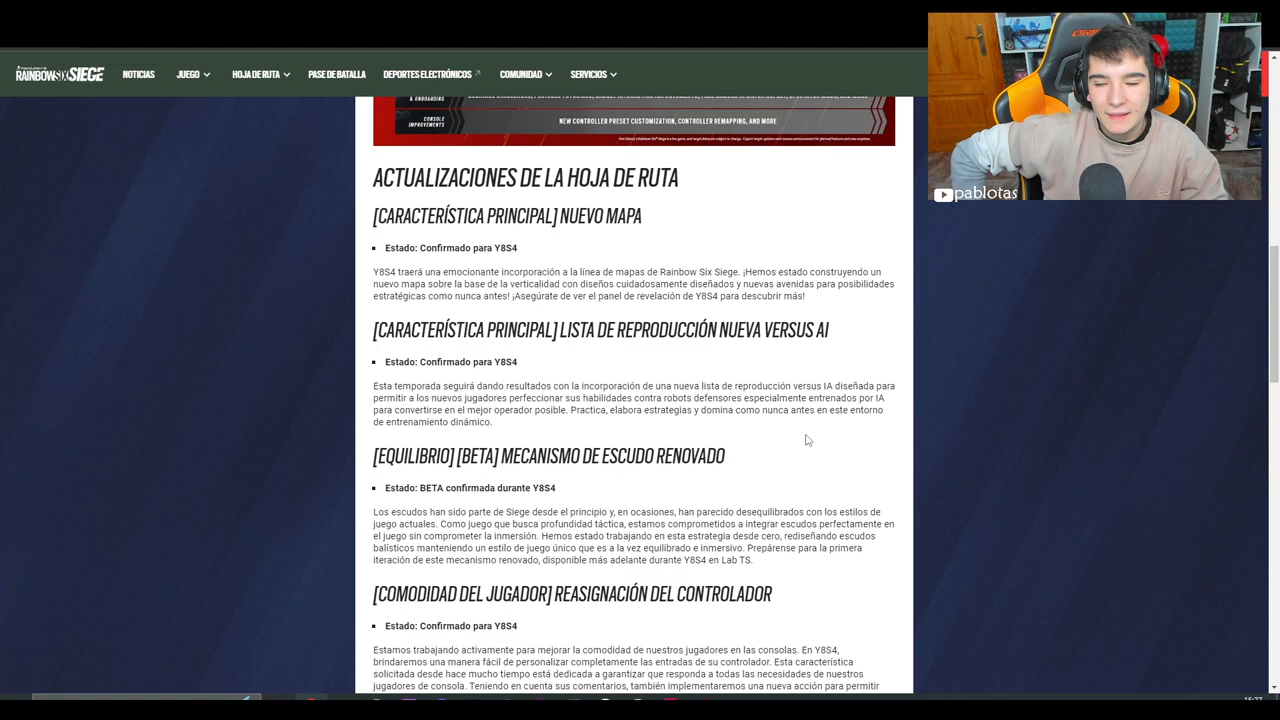 RAINBOWSIXSIEGE NOTICIAS JUEGO HOJA DE RUTA PASE DE BATALLA DEPORTES ELECTRÓNICOS COMUNIDAD SERVICIOS
& ONBOARDING
CONSOLE IMPROVEMENTS NEW CONTROLLER PRESET CUSTOMIZATION, CONTROLLER REMAPPING, AND MORE
pablotas
ACTUALIZACIONES DE LA HOJA DE RUTA
[CARACTERÍSTICA PRINCIPAL] NUEVO MAPA
Estado: Confirmado para Y8S4
Y8S4 traerá una emocionante incorporación a la línea de mapas de Rainbow Six Siege. ¡Hemos estado construyendo un
nuevo mapa sobre la base de la verticalidad con diseños cuidadosamente diseñados y nuevas avenidas para posibilidades
estratégicas como nunca antes! ¡Asegúrate de ver el panel de revelación de Y8S4 para descubrir más!
[CARACTERÍSTICA PRINCIPAL] LISTA DE REPRODUCCIÓN NUEVA VERSUS AI
Estado: Confirmado para Y8S4
Esta temporada seguirá dando resultados con la incorporación de una nueva lista de reproducción versus IA diseñada para
permitir a los nuevos jugadores perfeccionar sus habilidades contra robots defensores especialmente entrenados por IA
para convertirse en el mejor operador posible. Practica, elabora estrategias y domina como nunca antes en este entorno
de entrenamiento dinámico.
[EQUILIBRIO] [BETA] MECANISMO DE ESCUDO RENOVADO
Estado: BETA confirmada durante Y8S4
Los escudos han sido parte de Siege desde el principio y, en ocasiones, han parecido desequilibrados con los estilos de
juego actuales. Como juego que busca profundidad táctica, estamos comprometidos a integrar escudos perfectamente en
el juego sin comprometer la inmersión. Hemos estado trabajando en esta estrategia desde cero, rediseñando escudos
balísticos manteniendo un estilo de juego único que es a la vez equilibrado e inmersivo. Prepárense para la primera
iteración de este mecanismo renovado, disponible más adelante durante Y8S4 en Lab TS.
[COMODIDAD DEL JUGADOR] REASIGNACIÓN DEL CONTROLADOR
Estado: Confirmado para Y8S4
Estamos trabajando activamente para mejorar la comodidad de nuestros jugadores en las consolas. En Y8S4,
brindaremos una manera fácil de personalizar completamente las entradas de su controlador. Esta característica
solicitada desde hace mucho tiempo está dedicada a garantizar que responda a todas las necesidades de nuestros
jugadores de consola. Teniendo en cuenta sus comentarios, también implementaremos una nueva acción para permitir